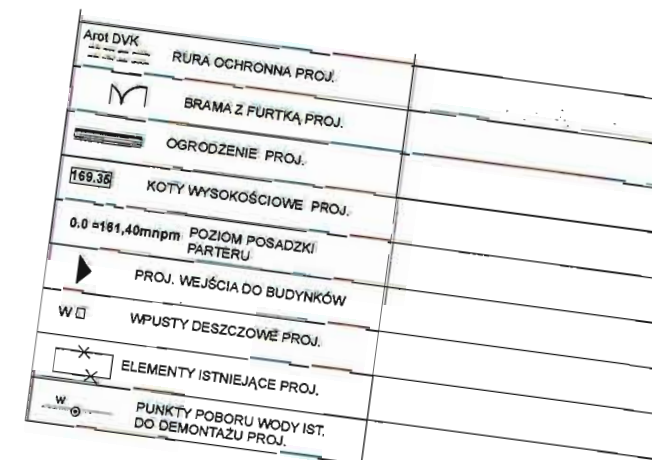 Arot DVK
RURA OCHRONNA PROJ.
BRAMA Z FURTKĄ PROJ.
OGRODZENIE PROJ.
169.35 KOTY WYSOKOŚCIOWE PROJ.
0.0 =161,40mnpm POZIOM POSADZKI
PARTERU
PROJ. WEJŚCIA DO BUDYNKÓW
W WPUSTY DESZCZOWE PROJ.
ELEMENTY ISTNIEJĄCE PROJ.
w
PUNKTY POBORU WODY IST.
DO DEMONTAŻU PROJ.